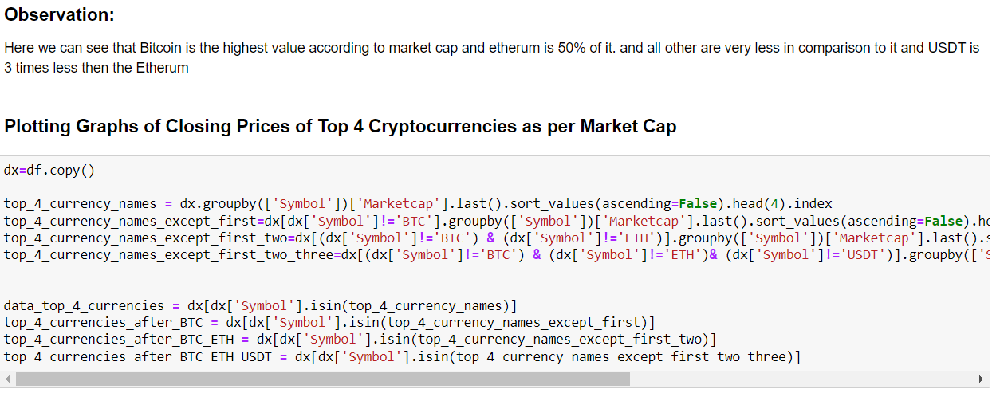 Observation:
Here we can see that Bitcoin is the highest value according to market cap and etherum is 50% of it. and all other are very less in comparison to it and USDT is
3 times less then the Etherum
Plotting Graphs of Closing Prices of Top 4 Cryptocurrencies as per Market Cap
dx=df.copy()
top_4_currency_names = dx.groupby(['Symbol'])['Marketcap'].last().sort_values(ascending=False).head(4).index
top_4_currency_names_except_first=dx[dx['Symbol']!='BTC'].groupby(['Symbol'])['Marketcap'].last().sort_values(ascending=False).he
top_4_currency_names_except_first_two=dx[(dx['Symbol']!='BTC') & (dx['Symbol']!='ETH')].groupby(['Symbol'])['Marketcap'].last().s
top_4_currency_names_except_first_two_three=dx[(dx['Symbol']!='BTC') & (dx['Symbol']!='ETH')& (dx['Symbol']!='USDT')].groupby(['S
data_top_4_currencies = dx[dx['Symbol'].isin(top_4_currency_names)]
top_4_currencies_after_BTC = dx[dx['Symbol'].isin(top_4_currency_names_except_first)]
top_4_currencies_after_BTC_ETH = dx[dx['Symbol'].isin(top_4_currency_names_except_first_two)]
top_4_currencies_after_BTC_ETH_USDT = dx[dx['Symbol'].isin(top_4_currency_names_except_first_two_three)]